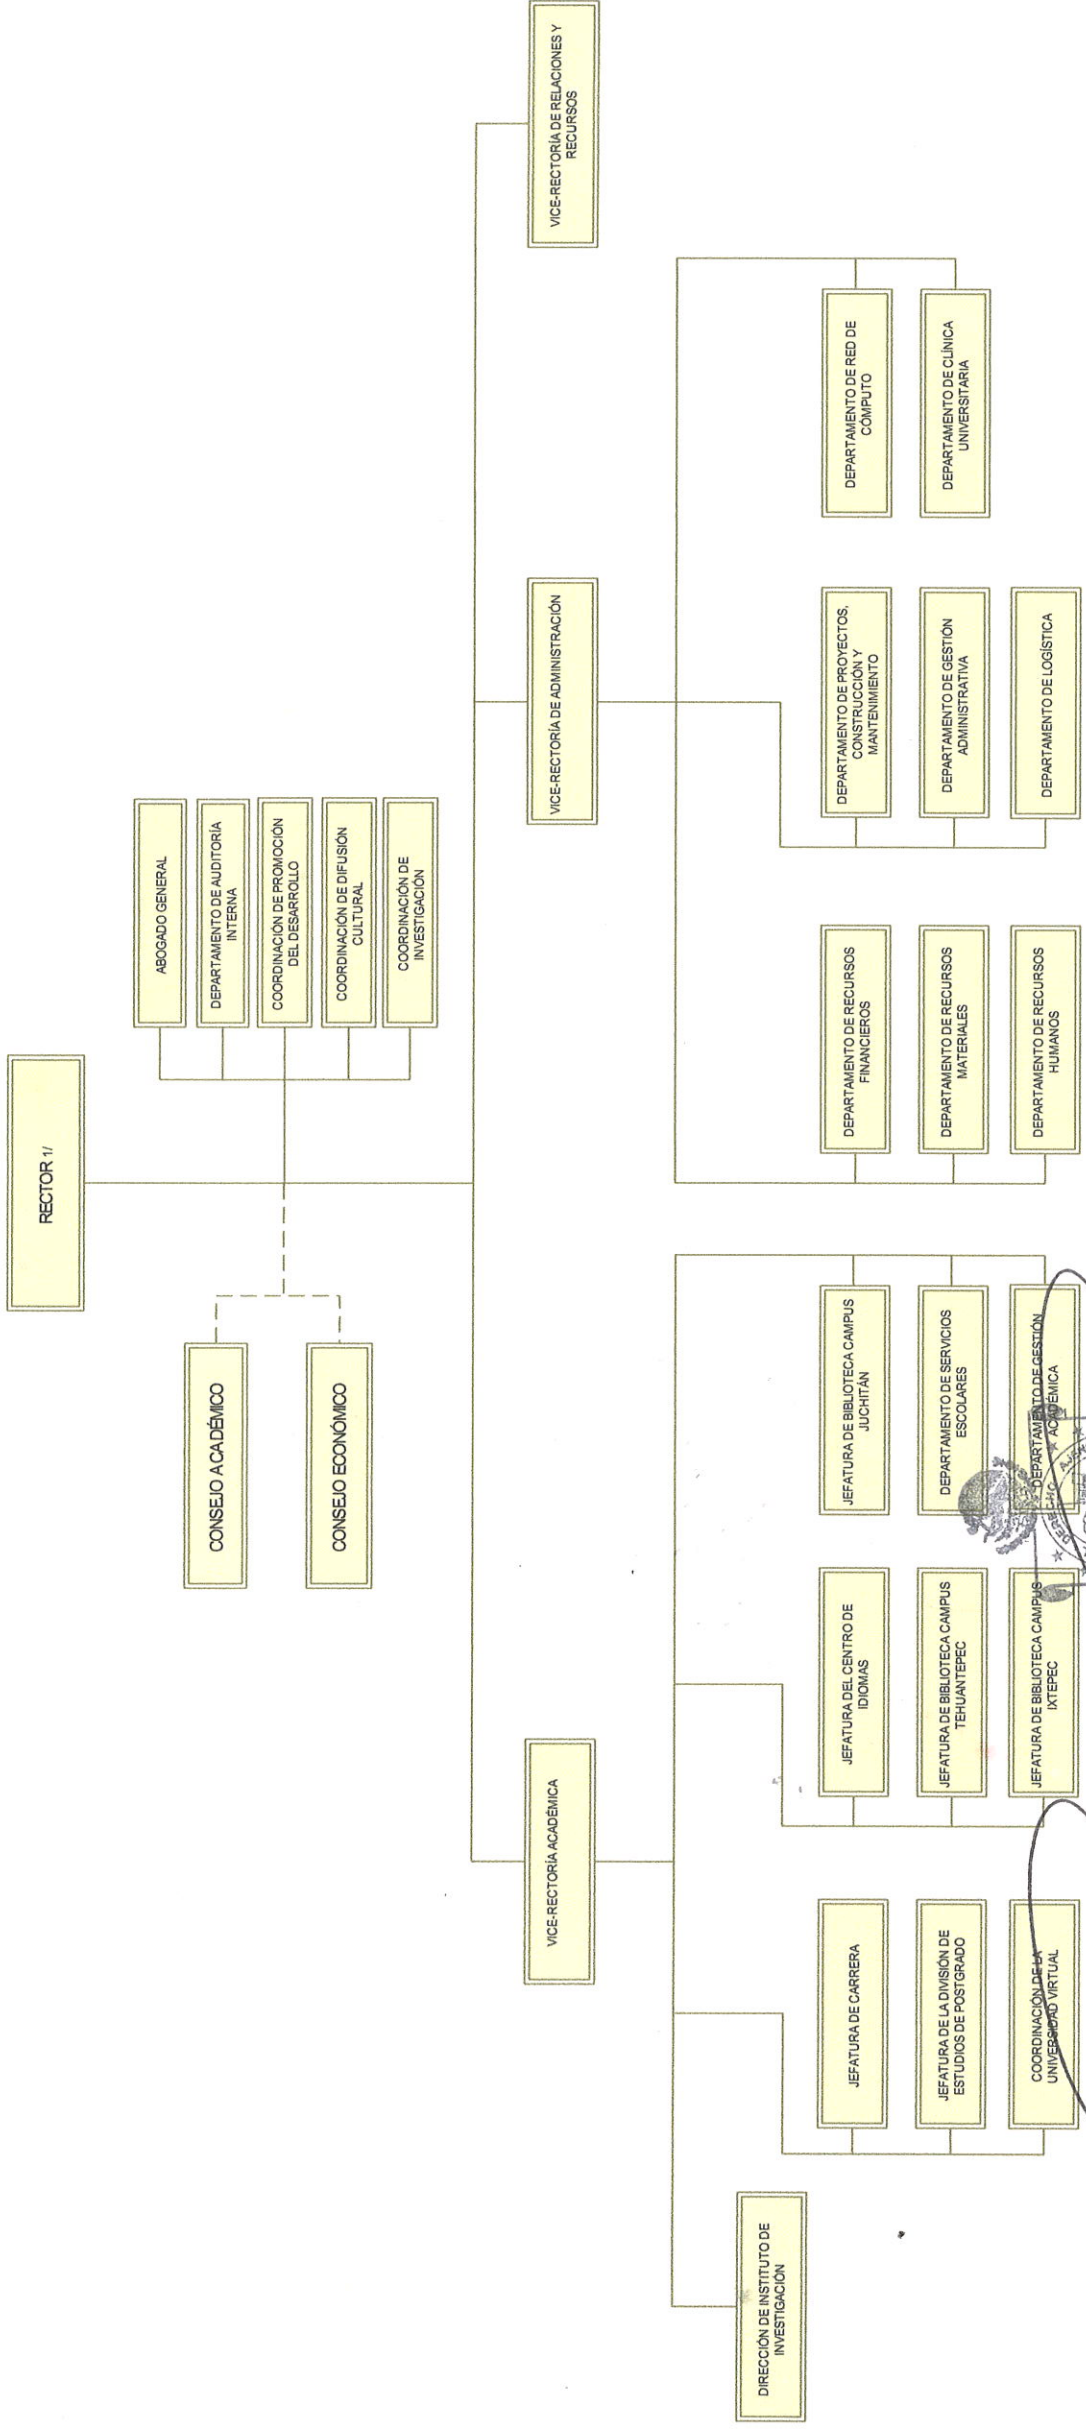 RECTOR 1/
CONSEJO ACADÉMICO
CONSEJO ECONÓMICO
ABOGADO GENERAL
DEPARTAMENTO DE AUDITORÍA
INTERNA
COORDINACIÓN DE PROMOCIÓN
DEL DESARROLLO
COORDINACIÓN DE DIFUSIÓN
CULTURAL
COORDINACIÓN DE
INVESTIGACIÓN
VICE-RECTORÍA ACADÉMICA
VICE-RECTORÍA DE ADMINISTRACIÓN
VICE-RECTORÍA DE RELACIONES Y
RECURSOS
DIRECCIÓN DE INSTITUTO DE
INVESTIGACIÓN
JEFATURA DE CARRERA
JEFATURA DE LA DIVISIÓN DE
ESTUDIOS DE POSTGRADO
COORDINACIÓN DE LA
UNIVERSIDAD VIRTUAL
JEFATURA DEL CENTRO DE
IDIOMAS
JEFATURA DE BIBLIOTECA CAMPUS
TEHUANTEPEC
JEFATURA DE BIBLIOTECA CAMPUS
IXTEPEC
JEFATURA DE BIBLIOTECA CAMPUS
JUCHITÁN
DEPARTAMENTO DE SERVICIOS
ESCOLARES
DEPARTAMENTO DE GESTIÓN
ACADÉMICA
DERECHO
DEPARTAMENTO DE RECURSOS
FINANCIEROS
DEPARTAMENTO DE RECURSOS
MATERIALES
DEPARTAMENTO DE RECURSOS
HUMANOS
DEPARTAMENTO DE PROYECTOS,
CONSTRUCCIÓN Y
MANTENIMIENTO
DEPARTAMENTO DE GESTIÓN
ADMINISTRATIVA
DEPARTAMENTO DE LOGÍSTICA
DEPARTAMENTO DE RED DE
CÓMPUTO
DEPARTAMENTO DE CLÍNICA
UNIVERSITARIA